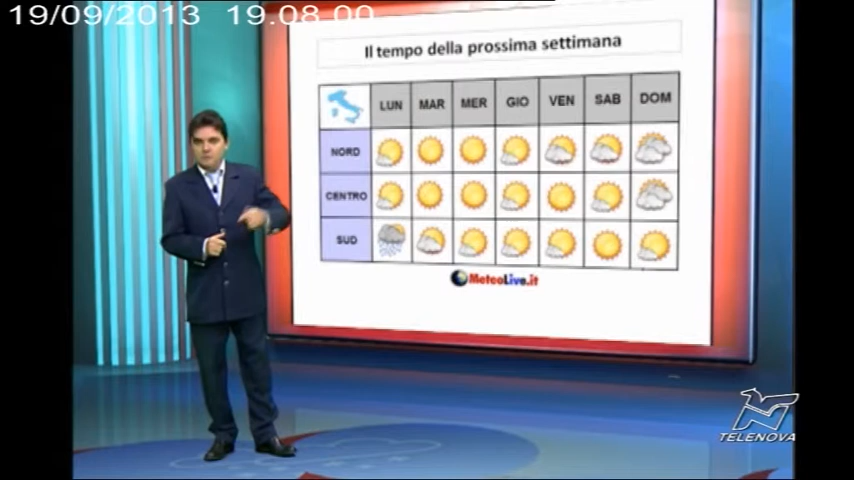 19/09/2013 19.08.00
Il tempo della prossima settimana
LUN MAR MER GIO VEN SAB DOM
NORD
CENTRO
SUD
MeteoLive.it
TELENOVA